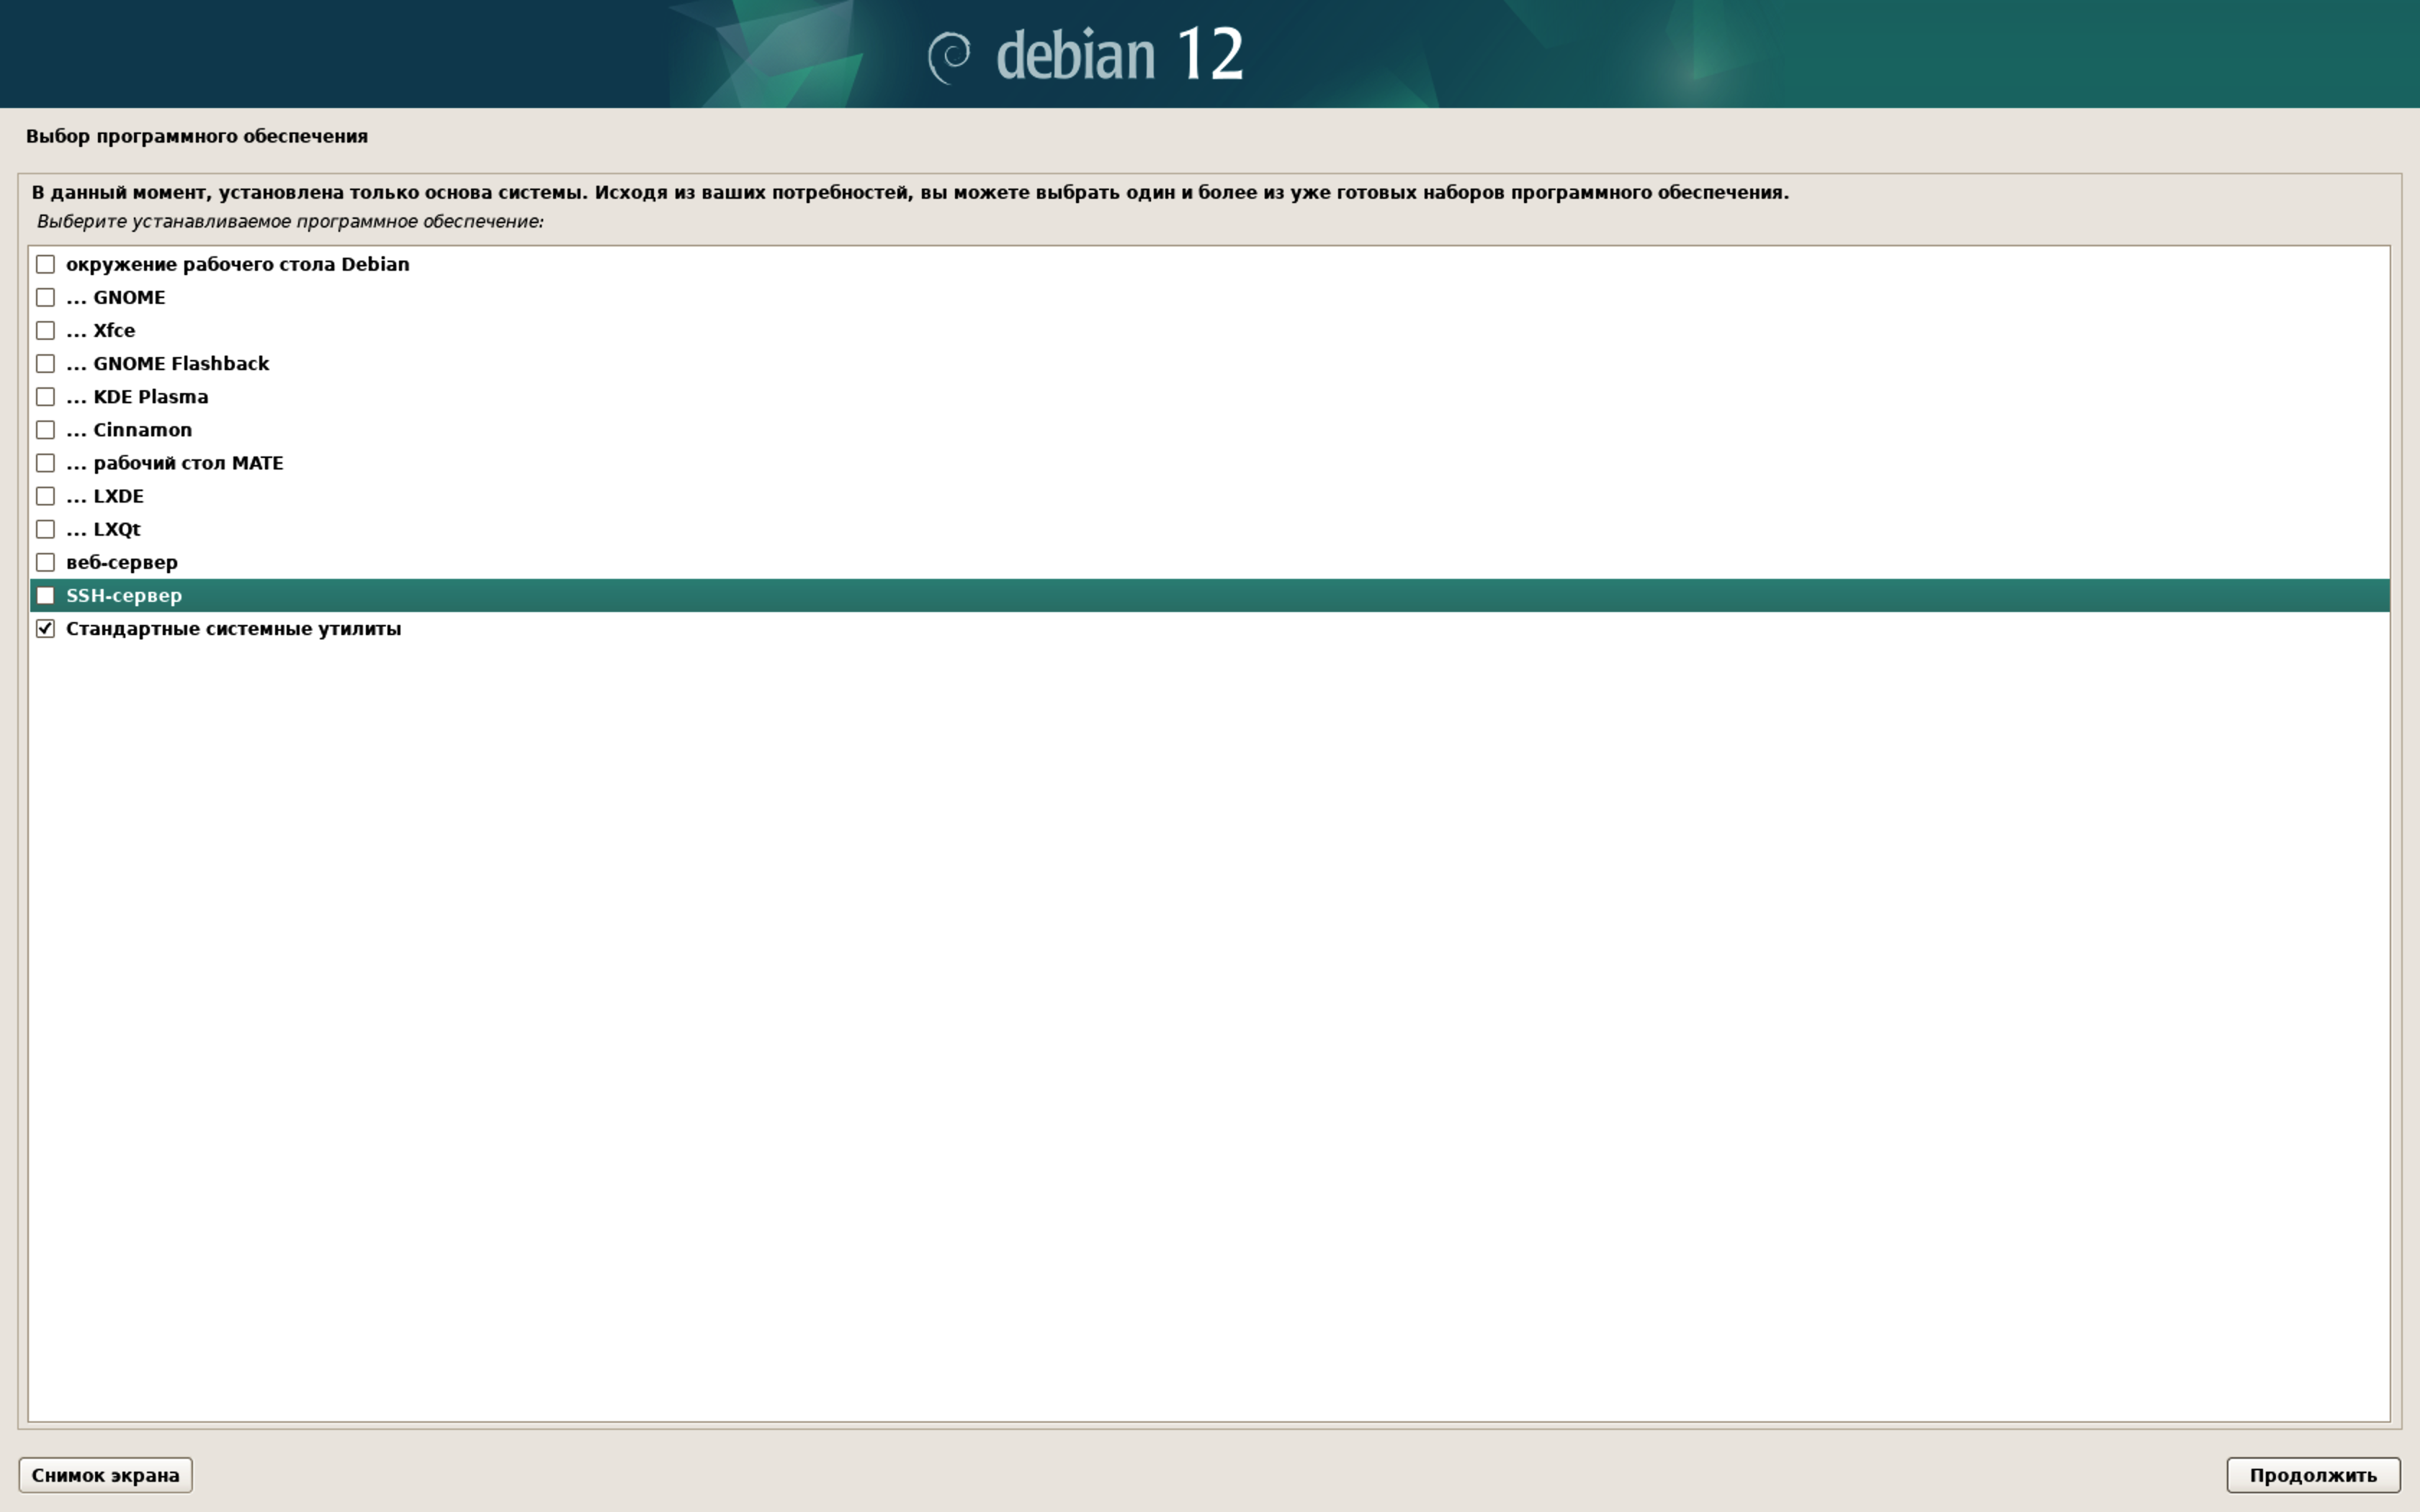 debian 12
Выбор программного обеспечения
В данный момент, установлена только основа системы. Исходя из ваших потребностей, вы можете выбрать один и более из уже готовых наборов программного обеспечения.
Выберите устанавливаемое программное обеспечение:
окружение рабочего стола Debian
... GNOME
... Xfce
... GNOME Flashback
... KDE Plasma
... Cinnamon
... рабочий стол MATE
... LXDE
... LXQt
веб-сервер
SSH-сервер
Стандартные системные утилиты
Снимок экрана
Продолжить